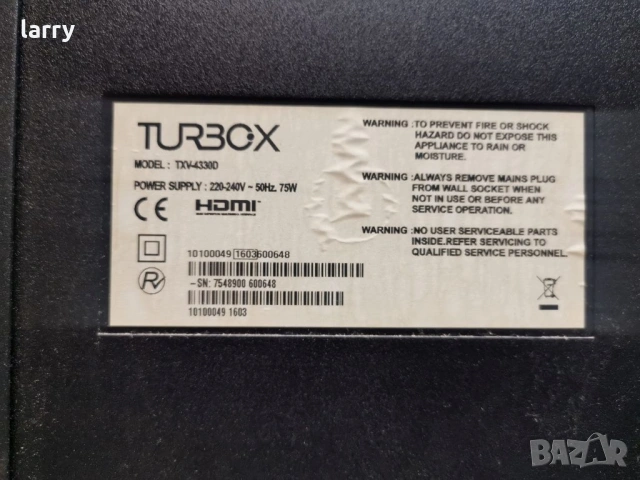 larry
TURBOX
MODEL : TXV-4330D
POWER SUPPLY : 220-240V ~ 50Hz. 75W
CE HDMI
10100049 1603 600648
-SN: 7548900 600648
10100049 1603
WARNING :TO PREVENT FIRE OR SHOCK
HAZARD DO NOT EXPOSE THIS
APPLIANCE TO RAIN OR
MOISTURE.
WARNING :ALWAYS REMOVE MAINS PLUG
FROM WALL SOCKET WHEN
NOT IN USE OR BEFORE ANY
SERVICE OPERATION.
WARNING :NO USER SERVICEABLE PARTS
INSIDE.REFER SERVICING TO
QUALIFIED SERVICE PERSONNEL.
BAZAR